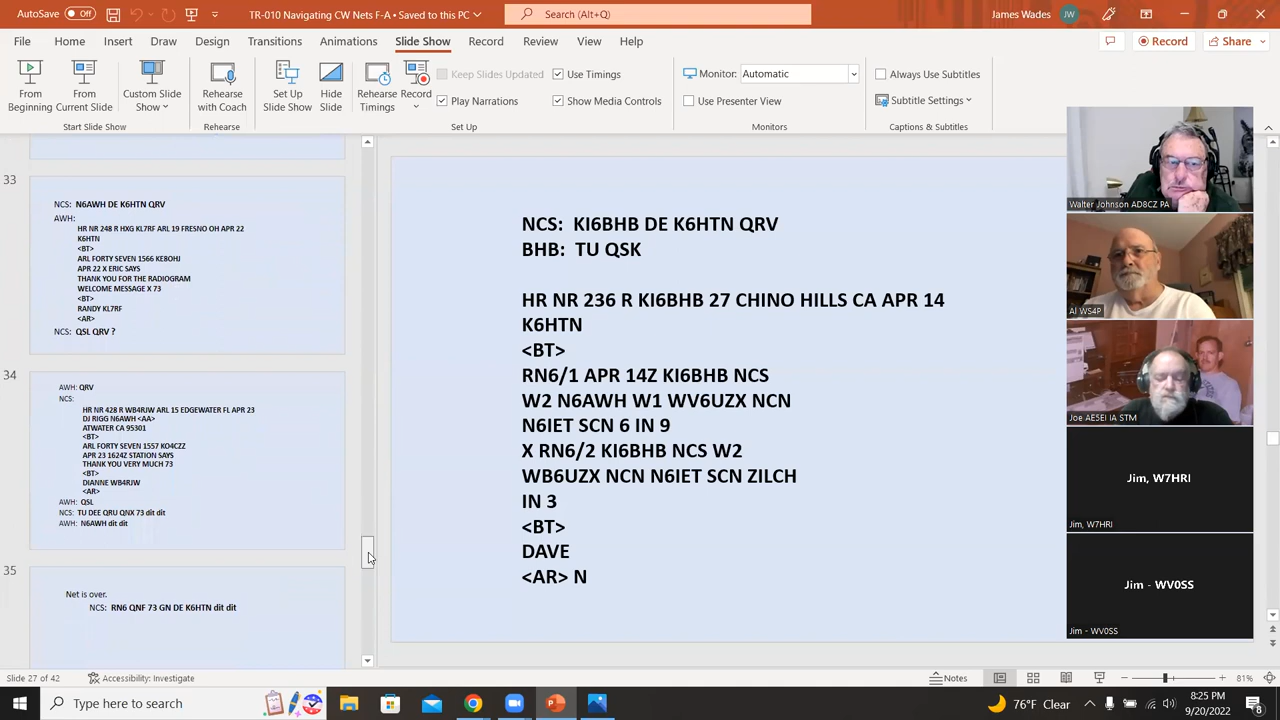 AutoSave Off TR-010 Navigating CW Nets F-A • Saved to this PC Search (Alt+Q) James Wades JW
File Home Insert Draw Design Transitions Animations Slide Show Record Review View Help Record Share
From Beginning
From Current Slide
Custom Slide Show
Start Slide Show
Rehearse with Coach
Rehearse
Set Up Slide Show
Hide Slide
Rehearse Timings
Record
Keep Slides Updated
Play Narrations
Use Timings
Show Media Controls
Set Up
Monitor: Automatic
Use Presenter View
Monitors
Always Use Subtitles
Subtitle Settings
Captions & Subtitles
33
NCS: N6AWH DE K6HTN QRV
AWH:
HR NR 248 R HXG KL7RF ARL 19 FRESNO OH APR 22
K6HTN
<BT>
ARL FORTY SEVEN 1566 KE8OHJ
APR 22 X ERIC SAYS
THANK YOU FOR THE RADIOGRAM
WELCOME MESSAGE X 73
<BT>
RANDY KL7RF
<AR>
NCS: QSL QRV ?
34
AWH: QRV
NCS:
HR NR 428 R WB4RJW ARL 15 EDGEWATER FL APR 23
DJ RIGG N6AWH <AA>
ATWATER CA 95301
<BT>
ARL FORTY SEVEN 1557 KO4CZZ
APR 23 1624Z STATION SAYS
THANK YOU VERY MUCH 73
<BT>
DIANNE WB4RJW
<AR>
AWH: QSL
NCS: TU DEE QRU QNX 73 dit dit
AWH: N6AWH dit dit
35
Net is over.
NCS: RN6 QNF 73 GN DE K6HTN dit dit
NCS: KI6BHB DE K6HTN QRV
BHB: TU QSK
HR NR 236 R KI6BHB 27 CHINO HILLS CA APR 14
K6HTN
<BT>
RN6/1 APR 14Z KI6BHB NCS
W2 N6AWH W1 WV6UZX NCN
N6IET SCN 6 IN 9
X RN6/2 KI6BHB NCS W2
WB6UZX NCN N6IET SCN ZILCH
IN 3
<BT>
DAVE
<AR> N
Walter Johnson AD8CZ PA
Al WS4P
Joe AE5EI IA STM
Jim, W7HRI
Jim, W7HRI
Jim - WV0SS
Jim - WV0SS
Slide 27 of 42 Accessibility: Investigate Notes 81%
Type here to search 76°F Clear 8:25 PM
9/20/2022 8